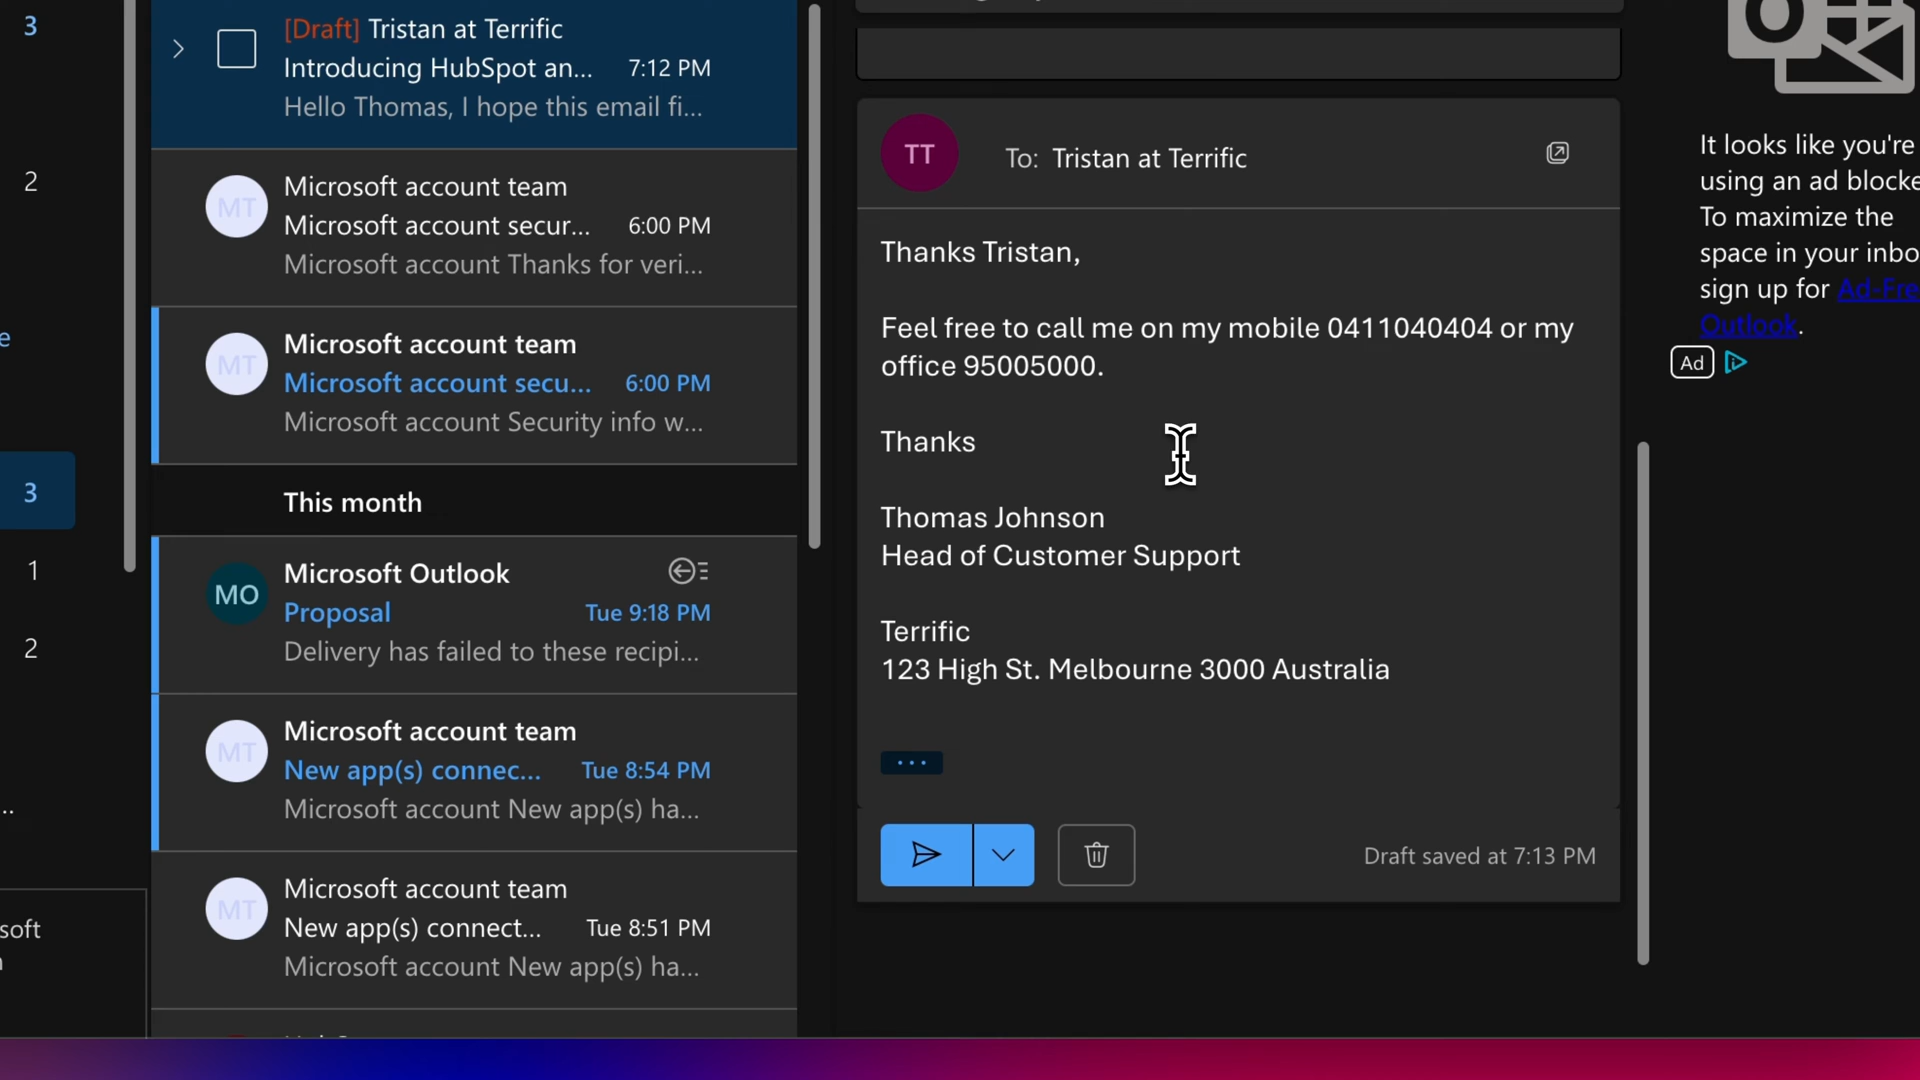 3
2
e
3
1
2
..
soft
[Draft] Tristan at Terrific
Introducing HubSpot an... 7:12 PM
Hello Thomas, I hope this email fi...
MT
Microsoft account team
Microsoft account secur... 6:00 PM
Microsoft account Thanks for veri...
MT
Microsoft account team
Microsoft account secu... 6:00 PM
Microsoft account Security info w...
This month
MO
Microsoft Outlook
Proposal Tue 9:18 PM
Delivery has failed to these recipi...
MT
Microsoft account team
New app(s) connec... Tue 8:54 PM
Microsoft account New app(s) ha...
MT
Microsoft account team
New app(s) connect... Tue 8:51 PM
Microsoft account New app(s) ha...
TT
To: Tristan at Terrific
Thanks Tristan,
Feel free to call me on my mobile 0411040404 or my
office 95005000.
Thanks
Thomas Johnson
Head of Customer Support
Terrific
123 High St. Melbourne 3000 Australia
...
Draft saved at 7:13 PM
It looks like you're
using an ad blocke
To maximize the
space in your inbo
sign up for Ad-Fre
Outlook.
Ad